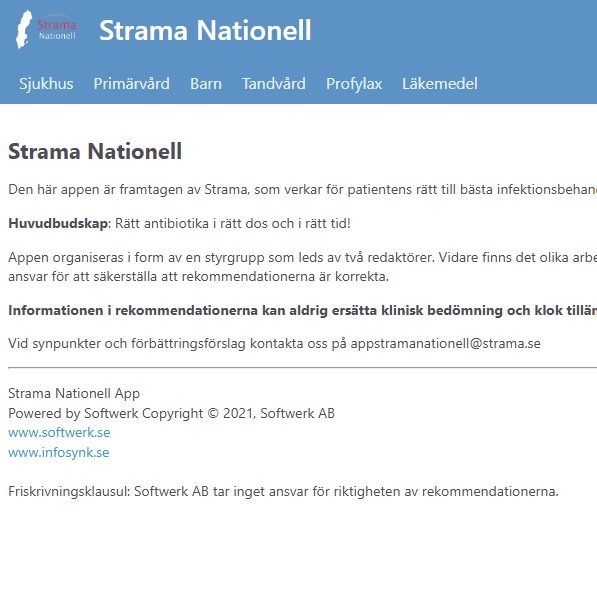 Strama
Nationell
Strama Nationell
Sjukhus Primärvård Barn Tandvård Profylax Läkemedel
Strama Nationell
Den här appen är framtagen av Strama, som verkar för patientens rätt till bästa infektionsbehan
Huvudbudskap: Rätt antibiotika i rätt dos och i rätt tid!
Appen organiseras i form av en styrgrupp som leds av två redaktörer. Vidare finns det olika arbe
ansvar för att säkerställa att rekommendationerna är korrekta.
Informationen i rekommendationerna kan aldrig ersätta klinisk bedömning och klok tillän
Vid synpunkter och förbättringsförslag kontakta oss på appstramanationell@strama.se
Strama Nationell App
Powered by Softwerk Copyright © 2021, Softwerk AB
www.softwerk.se
www.infosynk.se
Friskrivningsklausul: Softwerk AB tar inget ansvar för riktigheten av rekommendationerna.